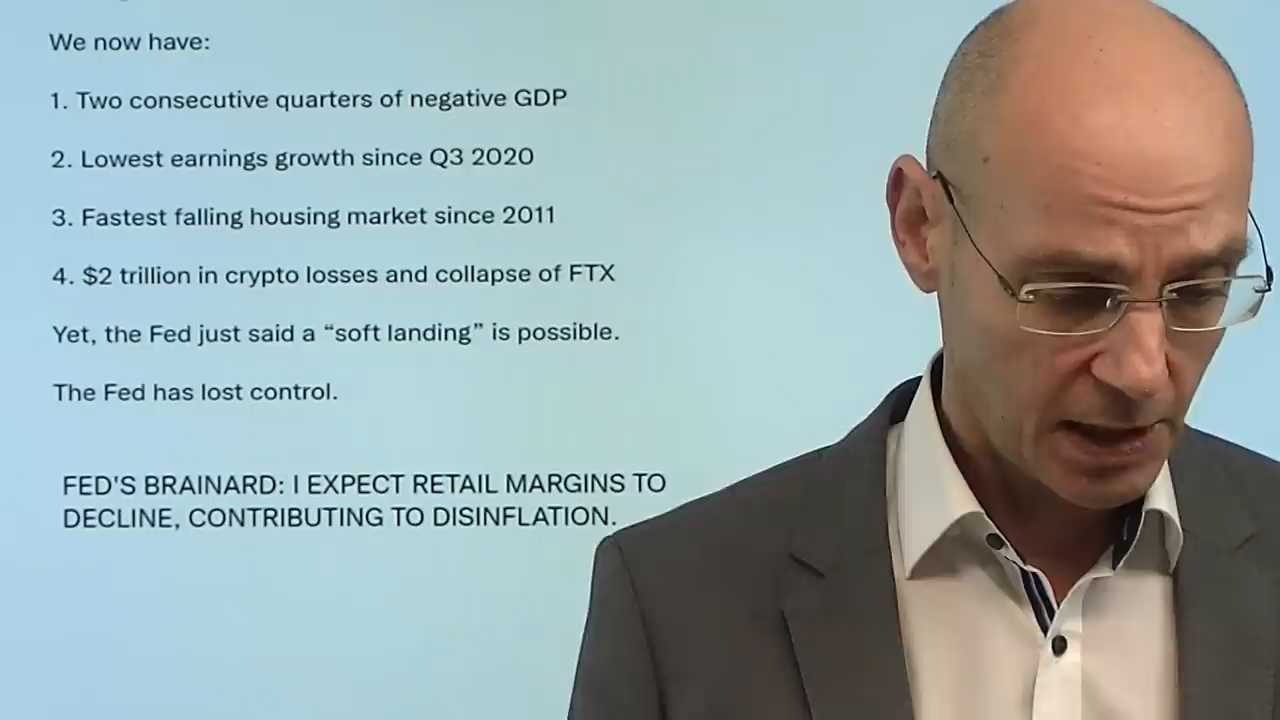 We now have:
1. Two consecutive quarters of negative GDP
2. Lowest earnings growth since Q3 2020
3. Fastest falling housing market since 2011
4. $2 trillion in crypto losses and collapse of FTX
Yet, the Fed just said a “soft landing” is possible.
The Fed has lost control.
FED'S BRAINARD: I EXPECT RETAIL MARGINS TO
DECLINE, CONTRIBUTING TO DISINFLATION.